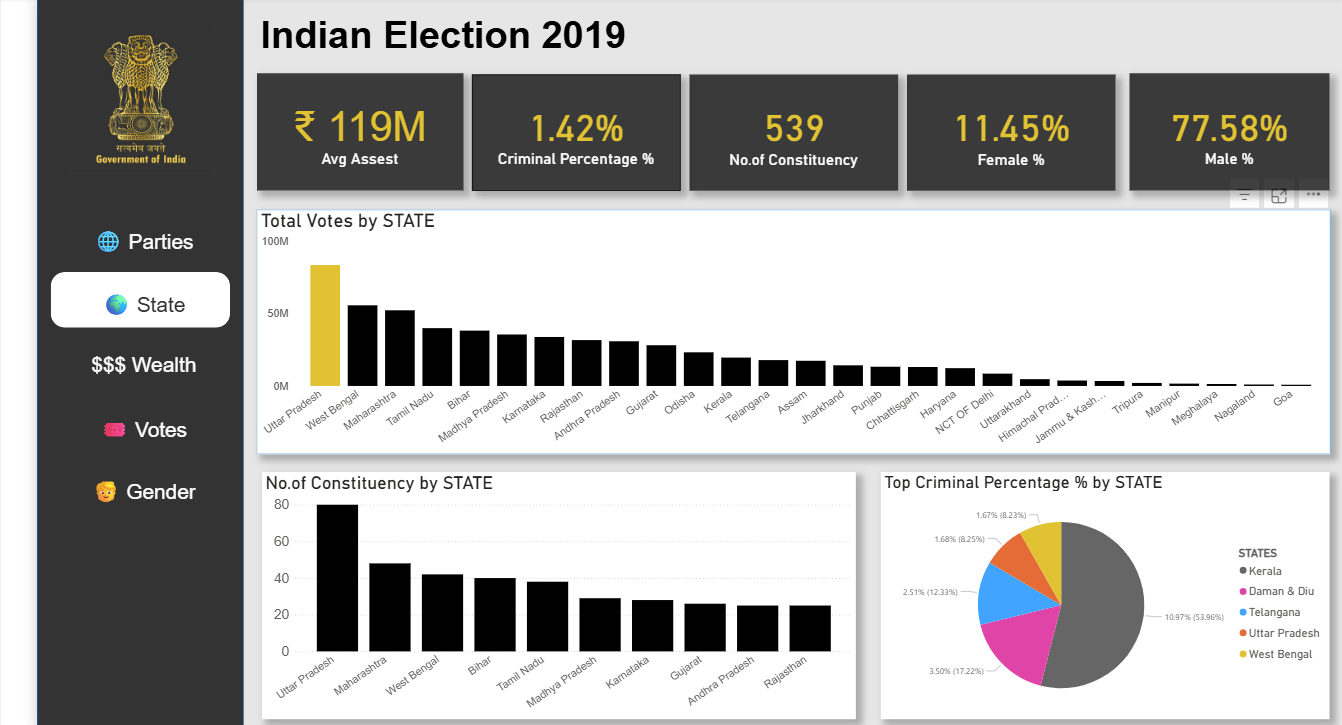 सत्यमेव जयते
Government of India
Parties
State
$$$ Wealth
Votes
Gender
Indian Election 2019
₹ 119M
Avg Assest
1.42%
Criminal Percentage %
539
No.of Constituency
11.45%
Female %
77.58%
Male %
Total Votes by STATE
100M
50M
0M
Uttar Pradesh
West Bengal
Maharashtra
Tamil Nadu
Bihar
Madhya Pradesh
Karnataka
Rajasthan
Andhra Pradesh
Gujarat
Odisha
Kerala
Telangana
Assam
Jharkhand
Punjab
Chhattisgarh
Haryana
NCT OF Delhi
Uttarakhand
Himachal Prad...
Jammu & Kash...
Tripura
Manipur
Meghalaya
Nagaland
Goa
No.of Constituency by STATE
80
60
40
20
0
Uttar Pradesh
Maharashtra
West Bengal
Bihar
Tamil Nadu
Madhya Pradesh
Karnataka
Gujarat
Andhra Pradesh
Rajasthan
Top Criminal Percentage % by STATE
1.67% (8.23%)
1.68% (8.25%)
2.51% (12.33%)
3.50% (17.22%)
10.97% (53.96%)
STATES
Kerala
Daman & Diu
Telangana
Uttar Pradesh
West Bengal